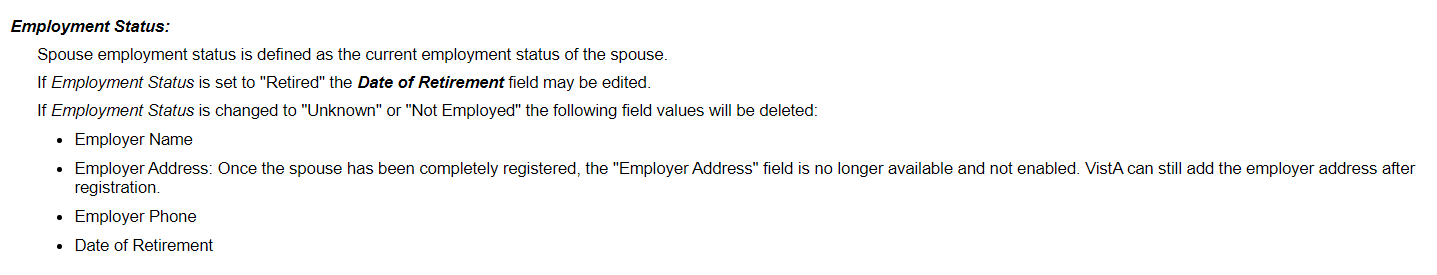 Employment Status:
Spouse employment status is defined as the current employment status of the spouse.
If Employment Status is set to "Retired" the Date of Retirement field may be edited.
If Employment Status is changed to "Unknown" or "Not Employed" the following field values will be deleted:
• Employer Name
• Employer Address: Once the spouse has been completely registered, the "Employer Address" field is no longer available and not enabled. VistA can still add the employer address after
registration.
• Employer Phone
• Date of Retirement